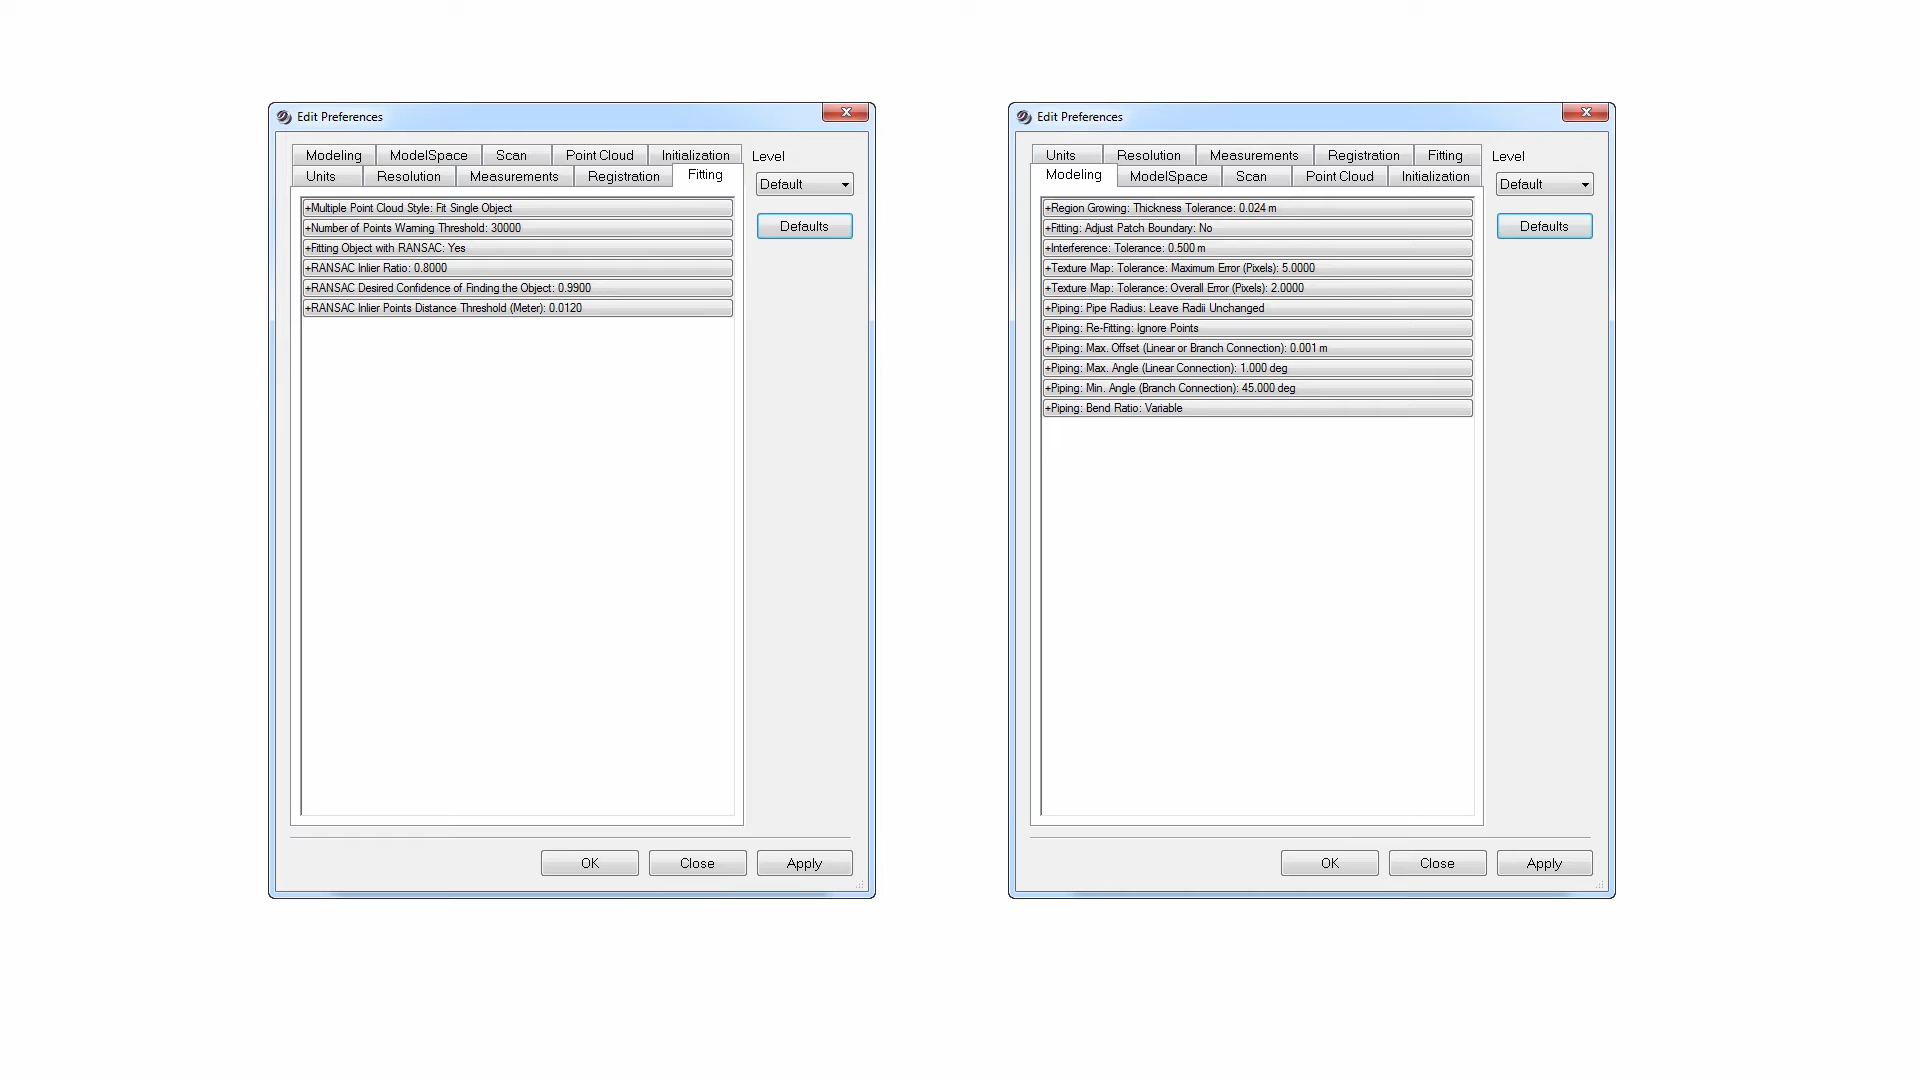 Edit Preferences
Modeling ModelSpace Scan Point Cloud Initialization
Units Resolution Measurements Registration Fitting
Level
Default
Defaults
+Multiple Point Cloud Style: Fit Single Object
+Number of Points Warning Threshold: 30000
+Fitting Object with RANSAC: Yes
+RANSAC Inlier Ratio: 0.8000
+RANSAC Desired Confidence of Finding the Object: 0.9900
+RANSAC Inlier Points Distance Threshold (Meter): 0.0120
OK Close Apply
Edit Preferences
Units Resolution Measurements Registration Fitting
Modeling ModelSpace Scan Point Cloud Initialization
Level
Default
Defaults
+Region Growing: Thickness Tolerance: 0.024 m
+Fitting: Adjust Patch Boundary: No
+Interference: Tolerance: 0.500 m
+Texture Map: Tolerance: Maximum Error (Pixels): 5.0000
+Texture Map: Tolerance: Overall Error (Pixels): 2.0000
+Piping: Pipe Radius: Leave Radii Unchanged
+Piping: Re-Fitting: Ignore Points
+Piping: Max. Offset (Linear or Branch Connection): 0.001 m
+Piping: Max. Angle (Linear Connection): 1.000 deg
+Piping: Min. Angle (Branch Connection): 45.000 deg
+Piping: Bend Ratio: Variable
OK Close Apply